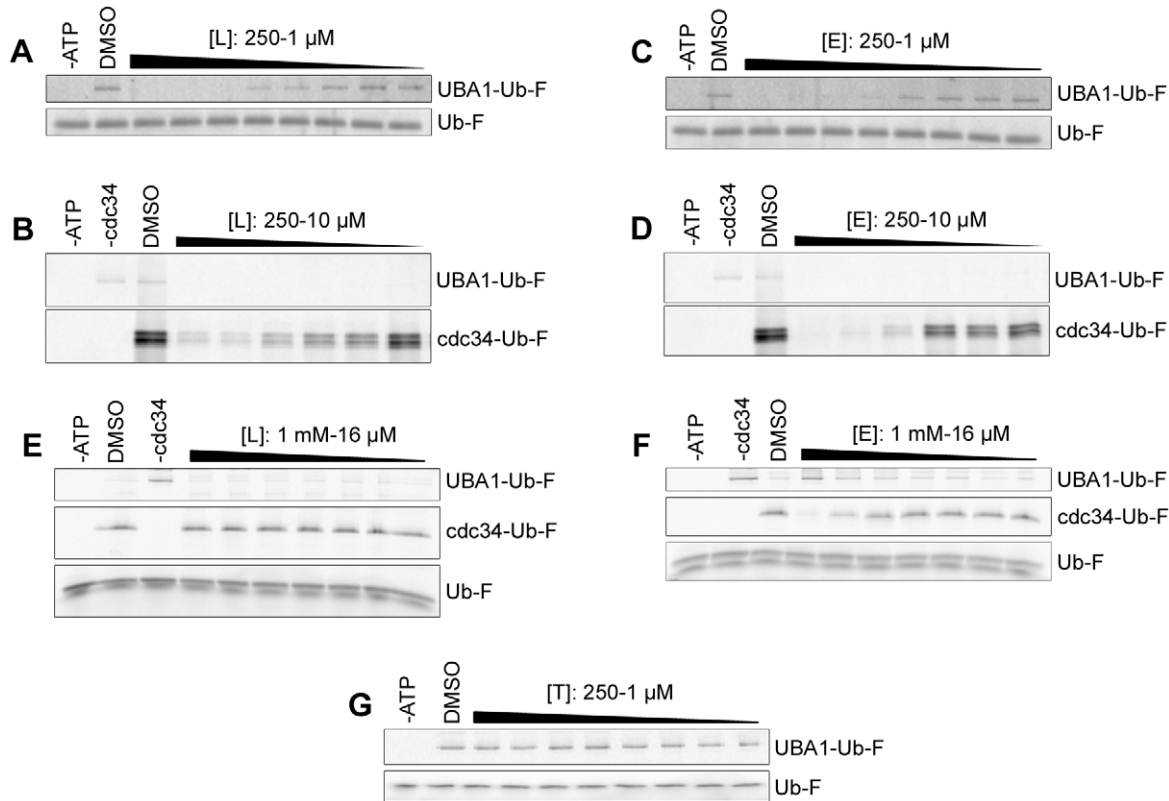 A
-ATP
DMSO
[L]: 250-1 µM
UBA1-Ub-F
Ub-F
B
-ATP
-cdc34
DMSO
[L]: 250-10 µM
UBA1-Ub-F
cdc34-Ub-F
E
-ATP
DMSO
-cdc34
[L]: 1 mM-16 µM
UBA1-Ub-F
cdc34-Ub-F
Ub-F
C
-ATP
DMSO
[E]: 250-1 µM
UBA1-Ub-F
Ub-F
D
-ATP
-cdc34
DMSO
[E]: 250-10 µM
UBA1-Ub-F
cdc34-Ub-F
F
-ATP
-cdc34
DMSO
[E]: 1 mM-16 µM
UBA1-Ub-F
cdc34-Ub-F
Ub-F
G
-ATP
DMSO
[T]: 250-1 µM
UBA1-Ub-F
Ub-F